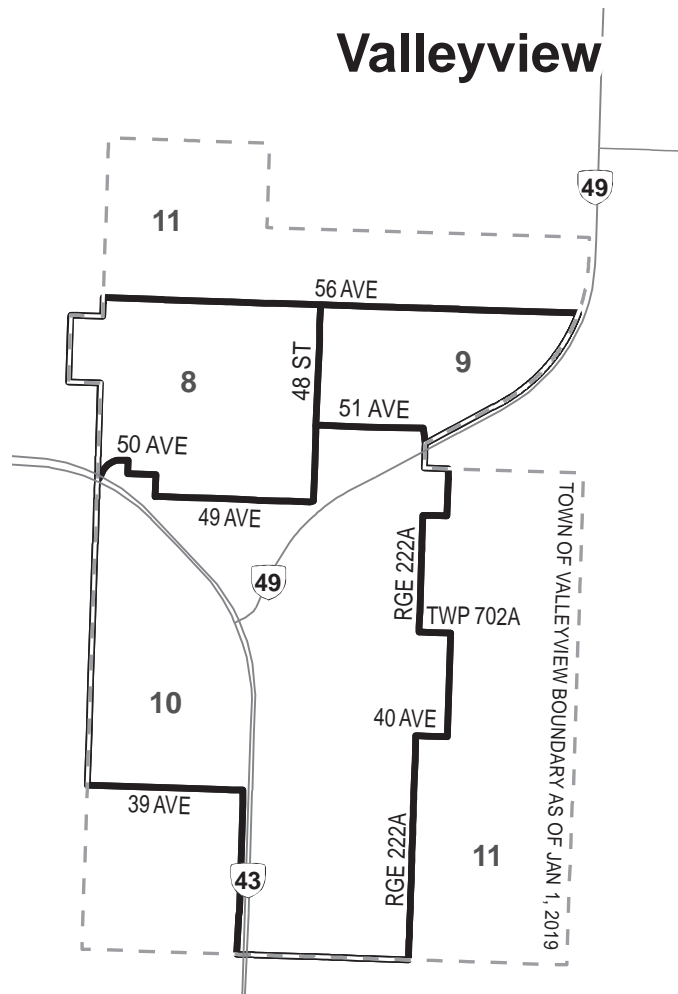 Valleyview
49
11
56 AVE
9
8
48 ST
51 AVE
50 AVE
49 AVE
TOWN OF VALLEYVIEW BOUNDARY AS OF JAN 1, 2019
RGE 222A
49
TWP 702A
10
40 AVE
39 AVE
RGE 222A
11
43